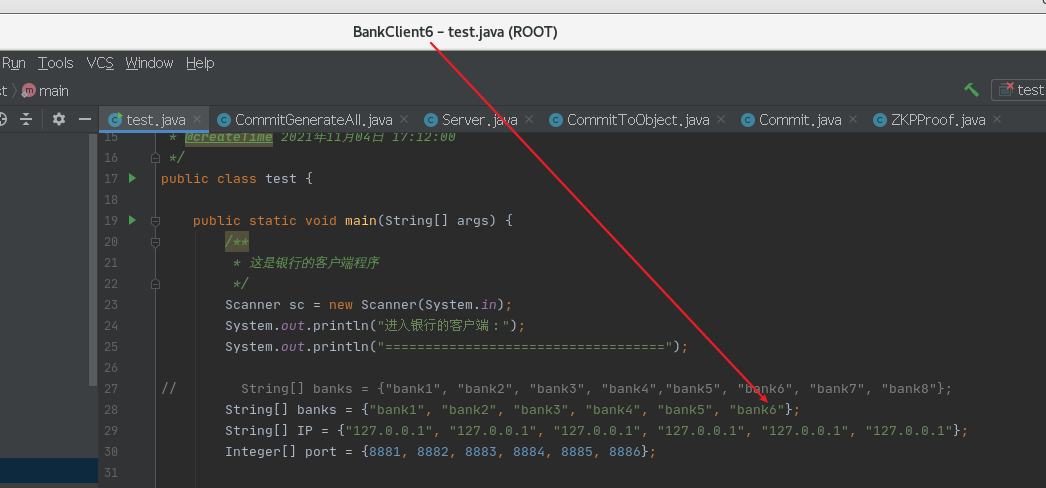 BankClient6 – test.java (ROOT)
Run Tools VCS Window Help
st main test
test.java CommitGenerateAll.java Server.java CommitToObject.java Commit.java ZKPProof.java
15 * @createTime 2021年11月04日 17:12:00
16 */
17 public class test {
18
19 public static void main(String[] args) {
20 /**
21 * 这是银行的客户端程序
22 */
23 Scanner sc = new Scanner(System.in);
24 System.out.println("进入银行的客户端：");
25 System.out.println("===================================");
26
27 // String[] banks = {"bank1", "bank2", "bank3", "bank4","bank5", "bank6", "bank7", "bank8"};
28 String[] banks = {"bank1", "bank2", "bank3", "bank4", "bank5", "bank6"};
29 String[] IP = {"127.0.0.1", "127.0.0.1", "127.0.0.1", "127.0.0.1", "127.0.0.1", "127.0.0.1"};
30 Integer[] port = {8881, 8882, 8883, 8884, 8885, 8886};
31